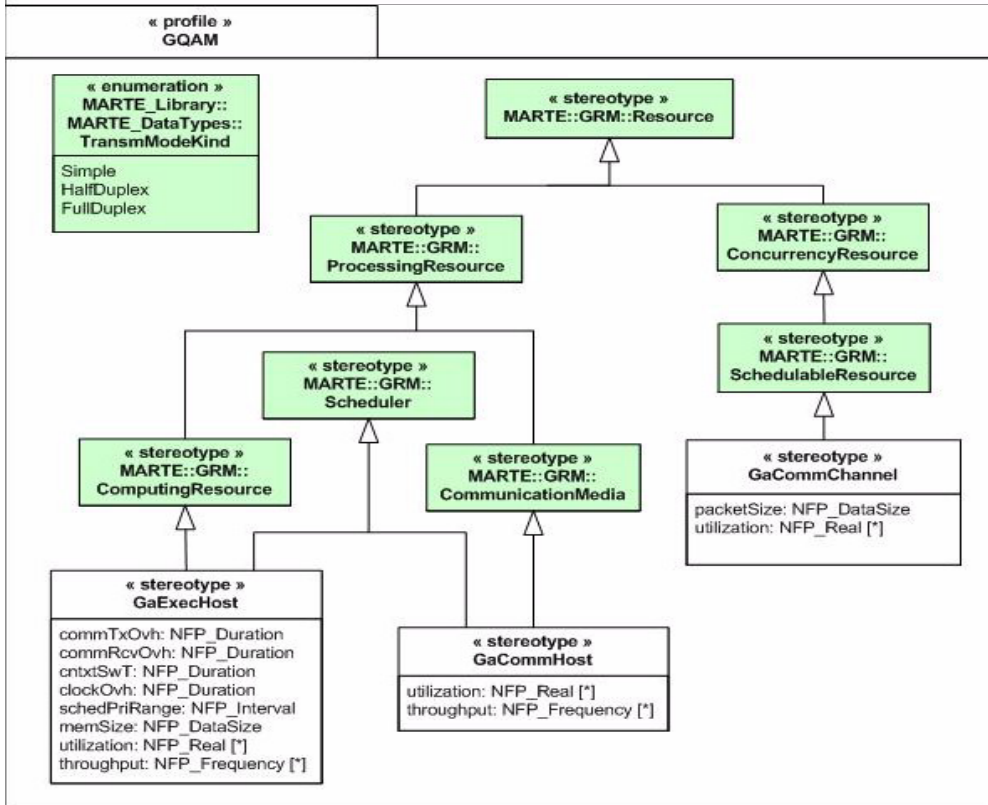 « profile »
GQAM
« enumeration »
MARTE_Library::
MARTE_DataTypes::
TransmModeKind
Simple
HalfDuplex
FullDuplex
« stereotype »
MARTE::GRM::Resource
« stereotype »
MARTE::GRM::
ProcessingResource
« stereotype »
MARTE::GRM::
ConcurrencyResource
« stereotype »
MARTE::GRM::
Scheduler
« stereotype »
MARTE::GRM::
SchedulableResource
« stereotype »
MARTE::GRM::
ComputingResource
« stereotype »
MARTE::GRM::
CommunicationMedia
« stereotype »
GaCommChannel
packetSize: NFP_DataSize
utilization: NFP_Real [*]
« stereotype »
GaExecHost
commTxOvh: NFP_Duration
commRcvOvh: NFP_Duration
cntxtSwT: NFP_Duration
clockOvh: NFP_Duration
schedPriRange: NFP_Interval
memSize: NFP_DataSize
utilization: NFP_Real [*]
throughput: NFP_Frequency [*]
« stereotype »
GaCommHost
utilization: NFP_Real [*]
throughput: NFP_Frequency [*]